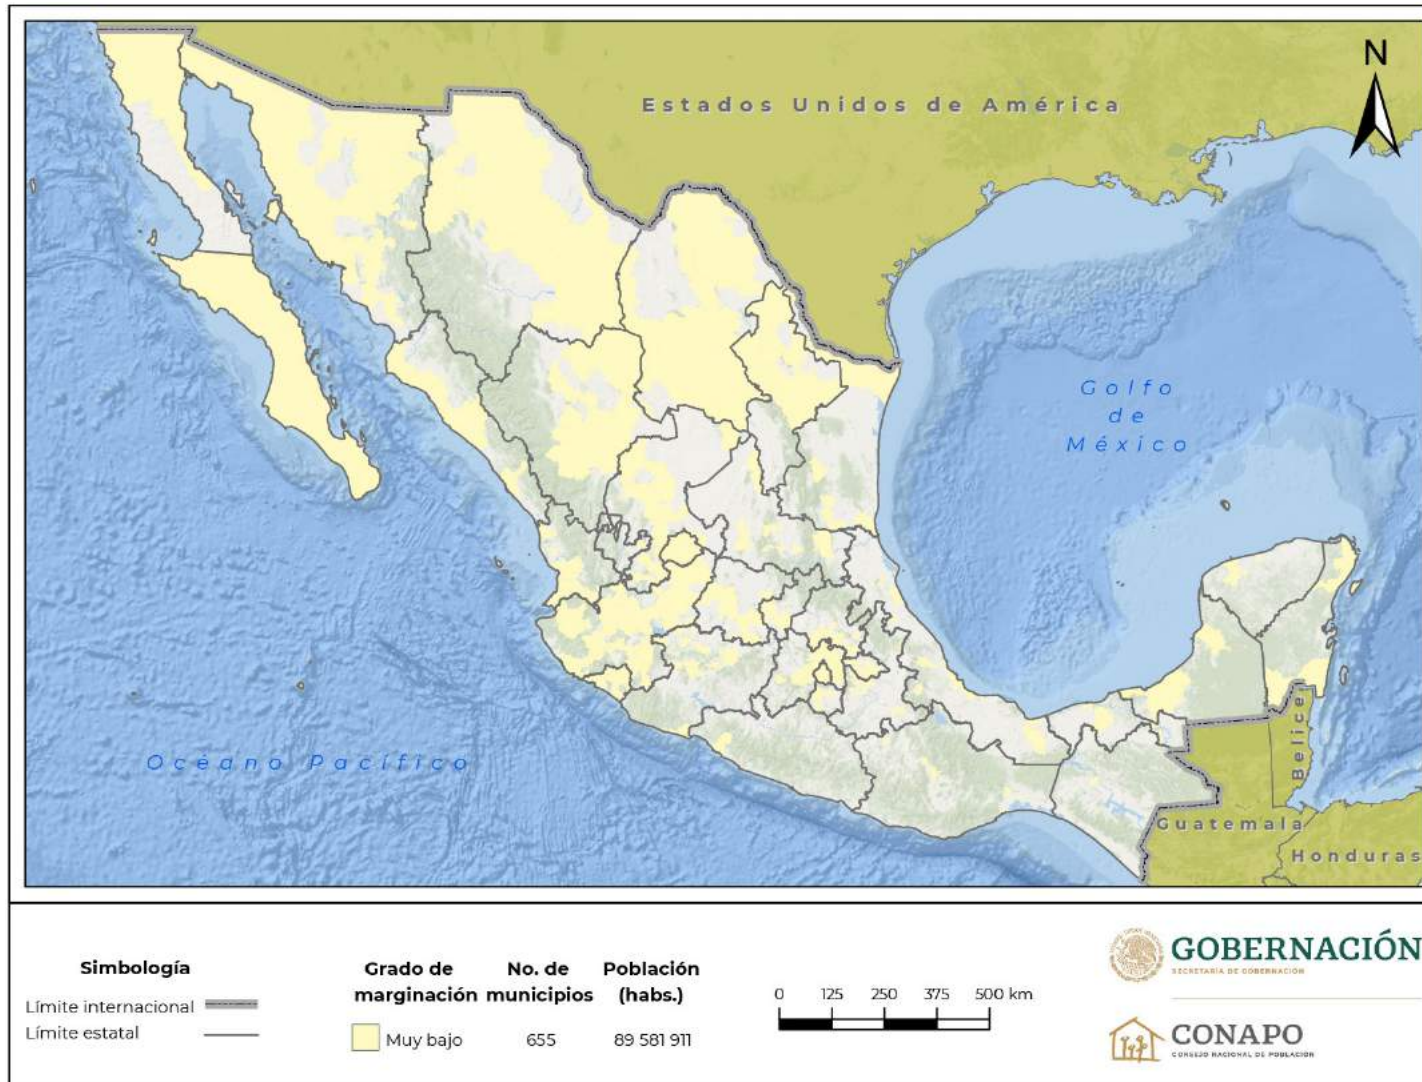 N
Estados Unidos de América
Golfo
de
México
Océano Pacífico
Belice
Guatemala
Honduras
Simbología
Límite internacional
Límite estatal
Grado de marginación
No. de municipios
Población (habs.)
Muy bajo 655 89 581 911
0 125 250 375 500 km
GOBERNACIÓN
SECRETARÍA DE GOBERNACIÓN
CONAPO
CONSEJO NACIONAL DE POBLACIÓN